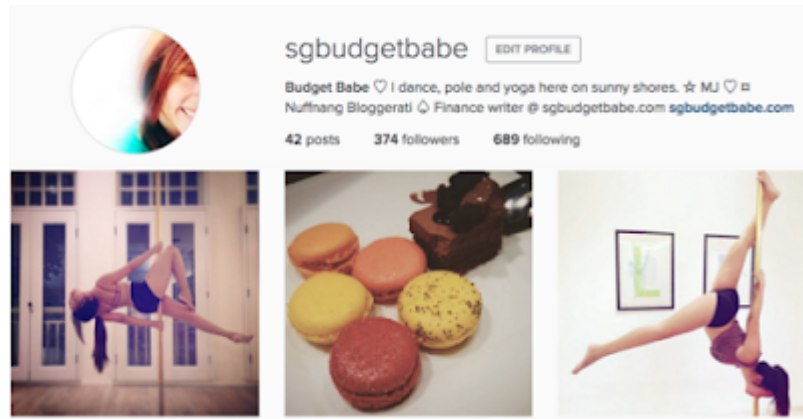 sgbudgetbabe EDIT PROFILE
Budget Babe ♡ I dance, pole and yoga here on sunny shores. ☆ MJ ♡ ¤
Nuffnang Bloggerati ♤ Finance writer @ sgbudgetbabe.com sgbudgetbabe.com
42 posts 374 followers 689 following